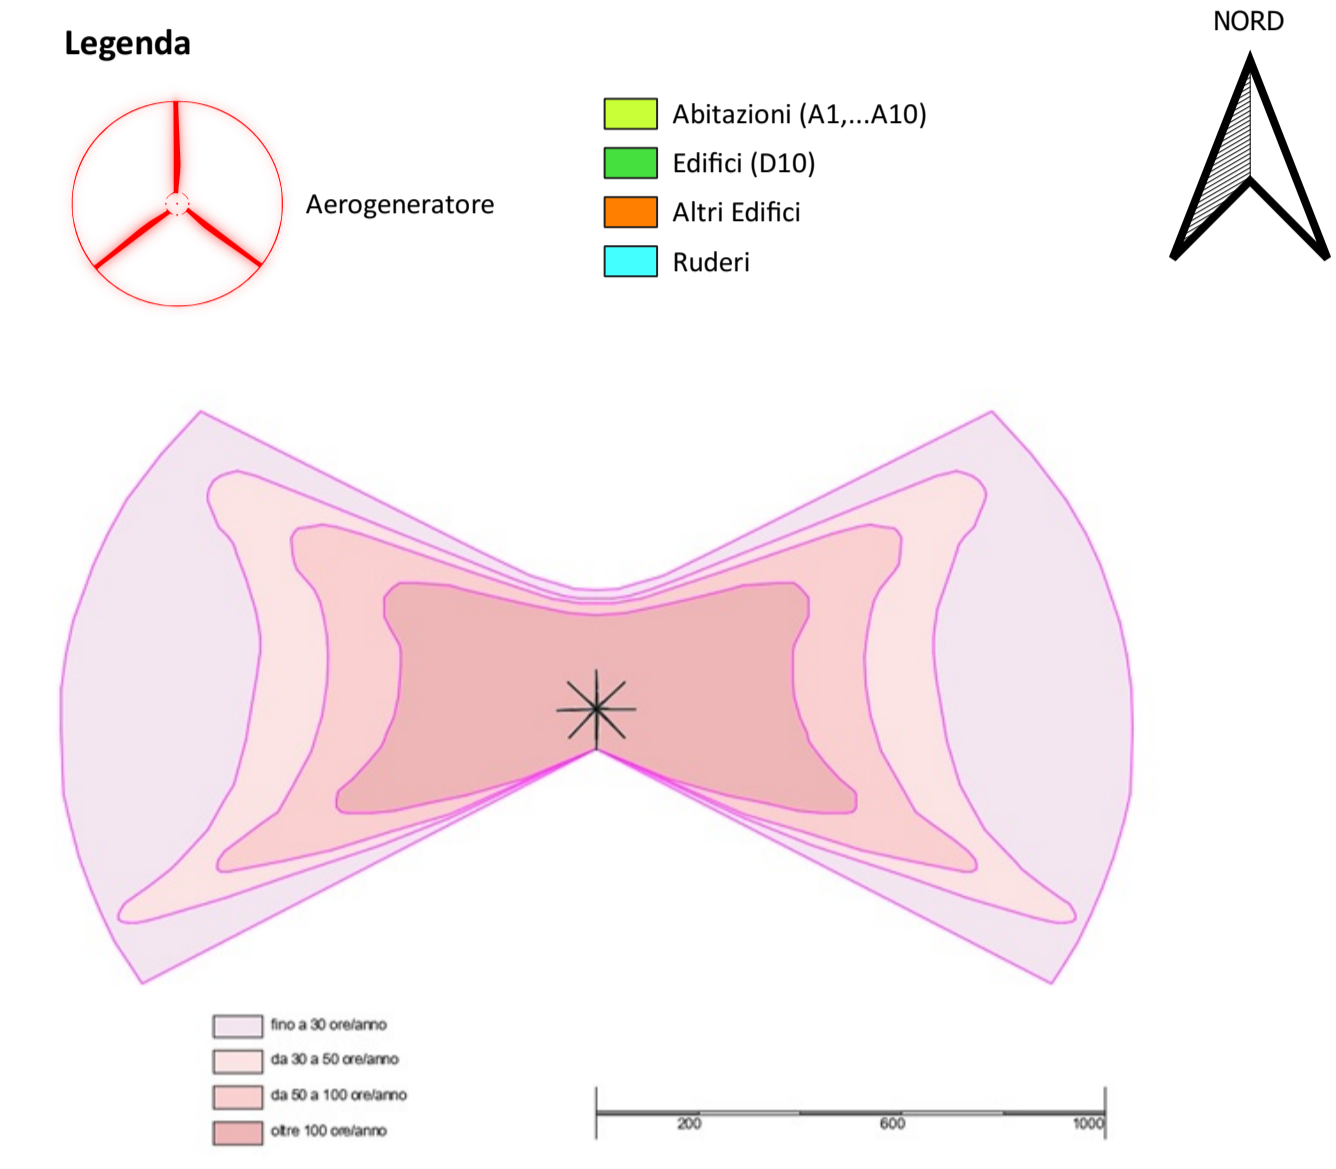 NORD
Legenda
Aerogeneratore
Abitazioni (A1,...A10)
Edifici (D10)
Altri Edifici
Ruderi
fino a 30 ore/anno
da 30 a 50 ore/anno
da 50 a 100 ore/anno
oltre 100 ore/anno
200 600 1000